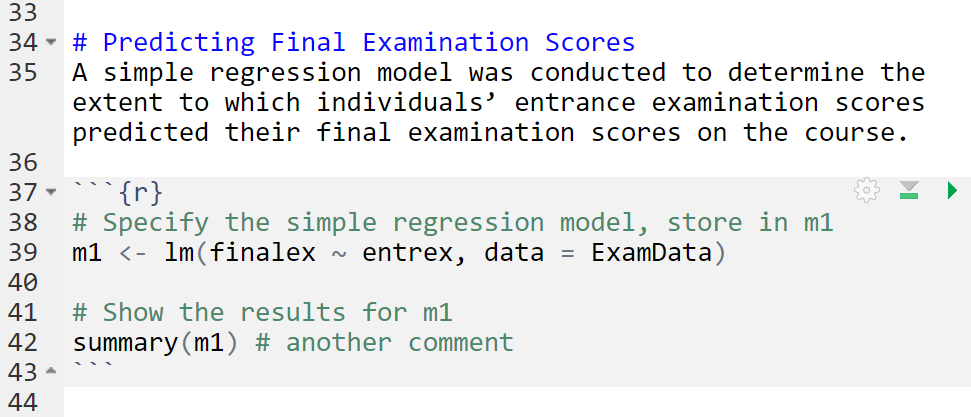 33
34 # Predicting Final Examination Scores
35 A simple regression model was conducted to determine the
extent to which individuals’ entrance examination scores
predicted their final examination scores on the course.
36
37 ```{r}
38 # Specify the simple regression model, store in m1
39 m1 <- lm(finalex ~ entrex, data = ExamData)
40
41 # Show the results for m1
42 summary(m1) # another comment
43 ```
44